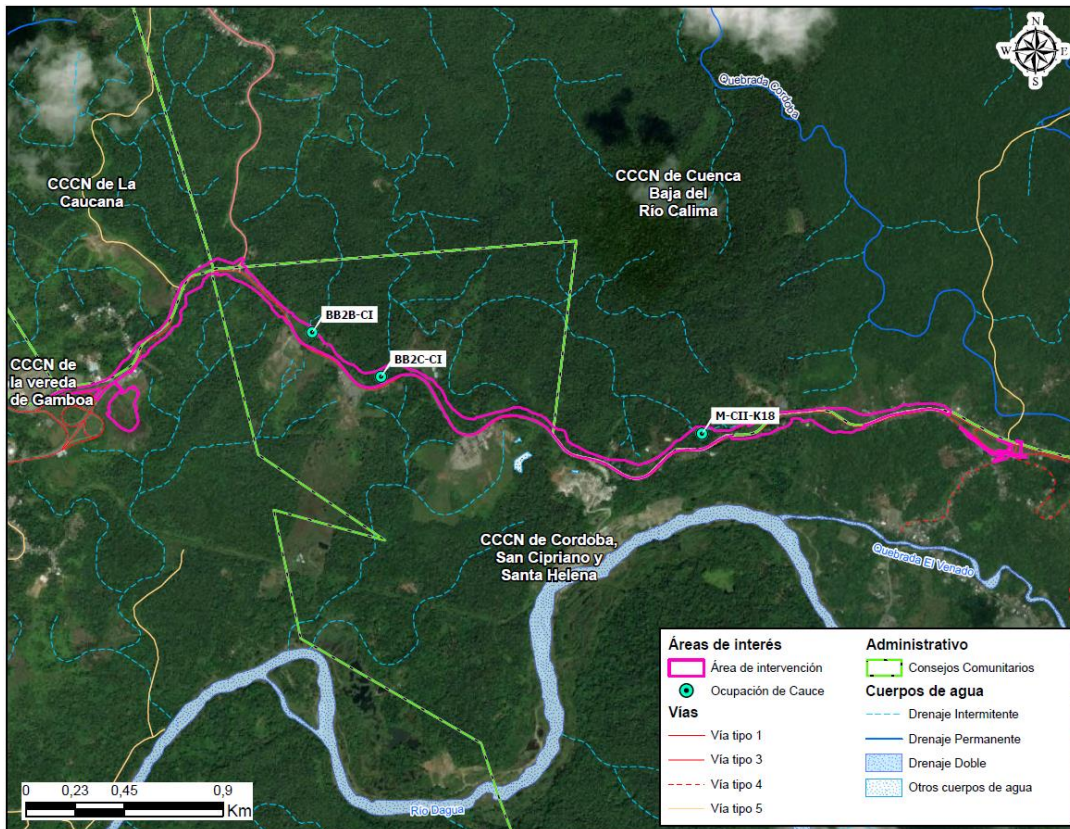 N
W E
S
Quebrada Cordoba
CCCN de La
Caucana
CCCN de Cuenca
Baja del
Río Calima
BB2B-CI
BB2C-CI
CCCN de
la vereda
de Gamboa
M-CII-K18
CCCN de Cordoba,
San Cipriano y
Santa Helena
Quebrada El Venado
Río Dagua
0 0,23 0,45 0,9
Km
Áreas de interés
Área de intervención
Ocupación de Cauce
Vías
Vía tipo 1
Vía tipo 3
Vía tipo 4
Vía tipo 5
Administrativo
Consejos Comunitarios
Cuerpos de agua
Drenaje Intermitente
Drenaje Permanente
Drenaje Doble
Otros cuerpos de agua